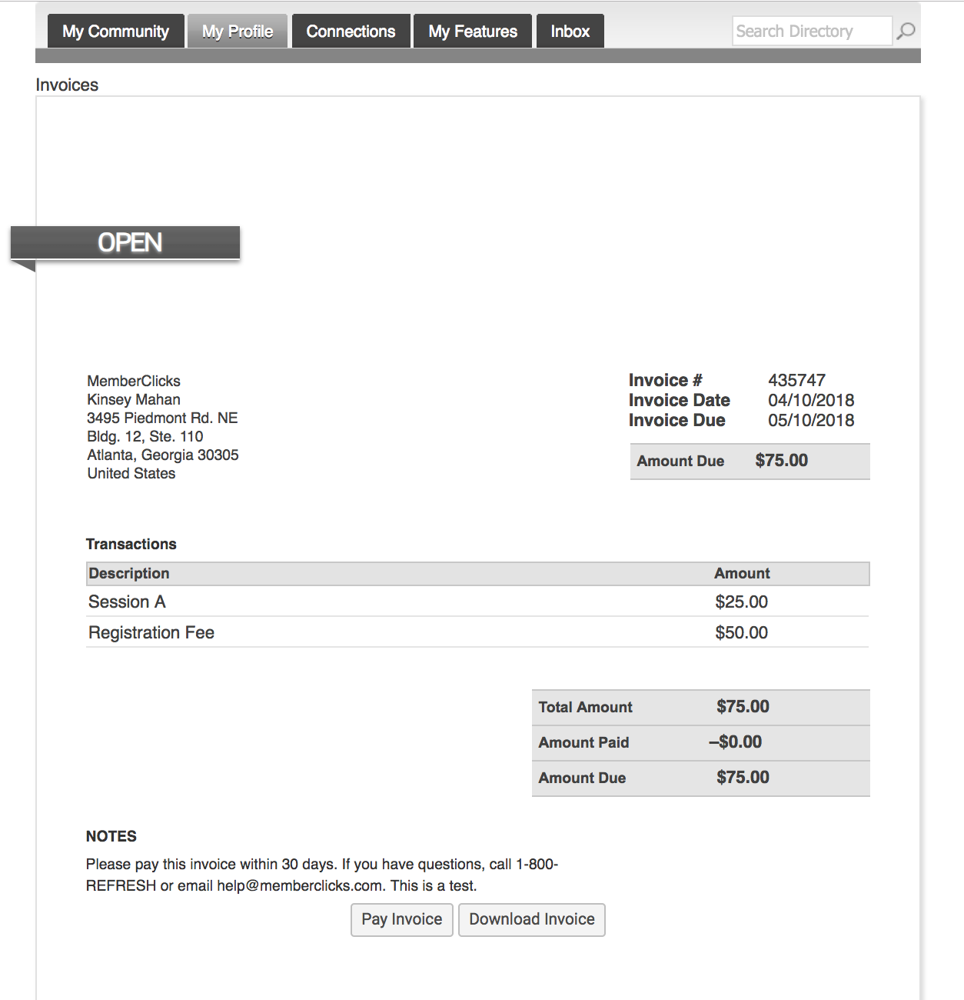 My Community My Profile Connections My Features Inbox Search Directory
Invoices
OPEN
MemberClicks
Kinsey Mahan
3495 Piedmont Rd. NE
Bldg. 12, Ste. 110
Atlanta, Georgia 30305
United States
Invoice # 435747
Invoice Date 04/10/2018
Invoice Due 05/10/2018
Amount Due $75.00
Transactions
Description Amount
Session A $25.00
Registration Fee $50.00
Total Amount $75.00
Amount Paid –$0.00
Amount Due $75.00
NOTES
Please pay this invoice within 30 days. If you have questions, call 1-800-
REFRESH or email help@memberclicks.com. This is a test.
Pay Invoice Download Invoice